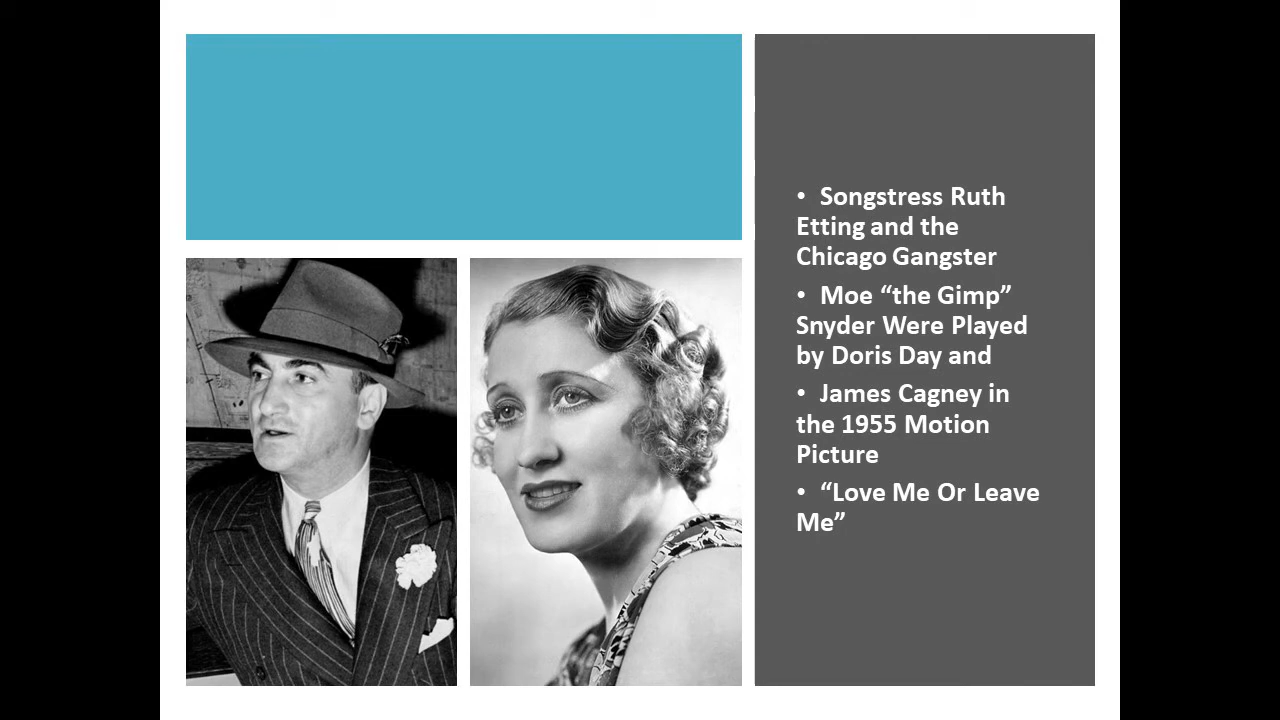 • Songstress Ruth
Etting and the
Chicago Gangster
• Moe “the Gimp”
Snyder Were Played
by Doris Day and
• James Cagney in
the 1955 Motion
Picture
• “Love Me Or Leave
Me”